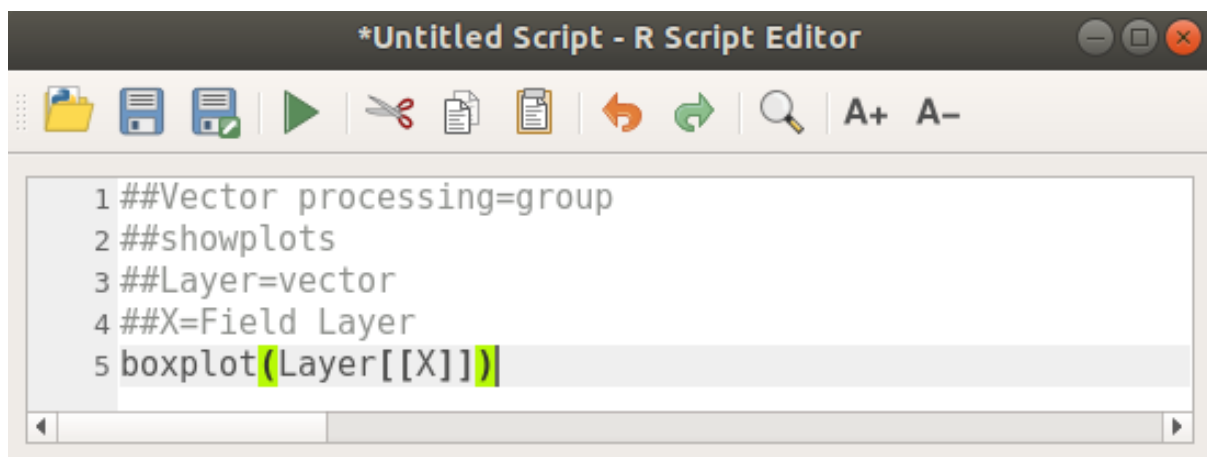 *Untitled Script - R Script Editor
A+ A-
1 ##Vector processing=group
2 ##showplots
3 ##Layer=vector
4 ##X=Field Layer
5 boxplot(Layer[[X]])